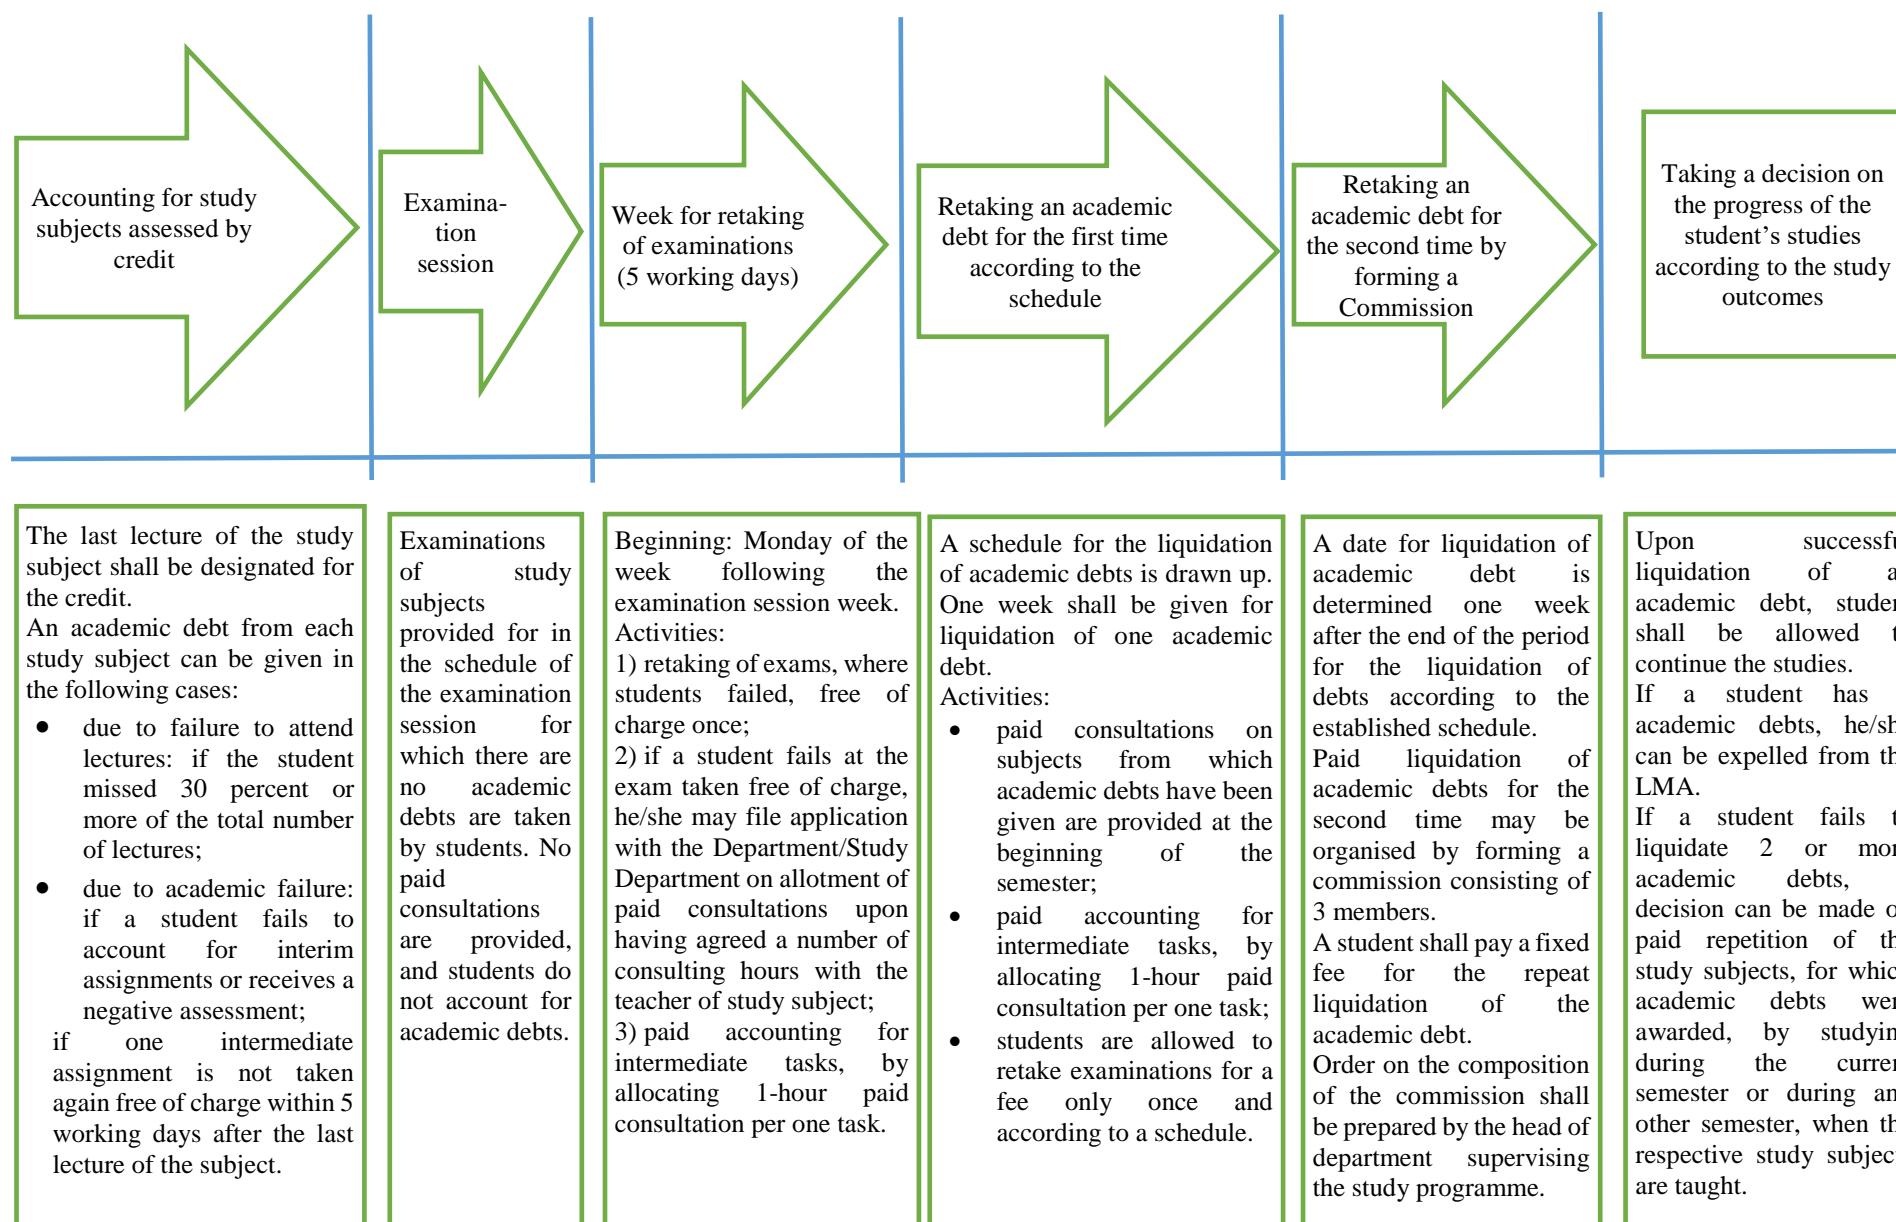 Accounting for study
subjects assessed by
credit
Examina-
tion
session
Week for retaking
of examinations
(5 working days)
Retaking an academic
debt for the first time
according to the
schedule
Retaking an
academic debt for
the second time by
forming a
Commission
Taking a decision on
the progress of the
student’s studies
according to the study
outcomes
The last lecture of the study
subject shall be designated for
the credit.
An academic debt from each
study subject can be given in
the following cases:
● due to failure to attend
lectures: if the student
missed 30 percent or
more of the total number
of lectures;
● due to academic failure:
if a student fails to
account for interim
assignments or receives a
negative assessment;
if one intermediate
assignment is not taken
again free of charge within 5
working days after the last
lecture of the subject.
Examinations
of study
subjects
provided for in
the schedule of
the examination
session for
which there are
no academic
debts are taken
by students. No
paid
consultations
are provided,
and students do
not account for
academic debts.
Beginning: Monday of the
week following the
examination session week.
Activities:
1) retaking of exams, where
students failed, free of
charge once;
2) if a student fails at the
exam taken free of charge,
he/she may file application
with the Department/Study
Department on allotment of
paid consultations upon
having agreed a number of
consulting hours with the
teacher of study subject;
3) paid accounting for
intermediate tasks, by
allocating 1-hour paid
consultation per one task.
A schedule for the liquidation
of academic debts is drawn up.
One week shall be given for
liquidation of one academic
debt.
Activities:
● paid consultations on
subjects from which
academic debts have been
given are provided at the
beginning of the
semester;
● paid accounting for
intermediate tasks, by
allocating 1-hour paid
consultation per one task;
● students are allowed to
retake examinations for a
fee only once and
according to a schedule.
A date for liquidation of
academic debt is
determined one week
after the end of the period
for the liquidation of
debts according to the
established schedule.
Paid liquidation of
academic debts for the
second time may be
organised by forming a
commission consisting of
3 members.
A student shall pay a fixed
fee for the repeat
liquidation of the
academic debt.
Order on the composition
of the commission shall
be prepared by the head of
department supervising
the study programme.
Upon successfu
liquidation of a
academic debt, studen
shall be allowed t
continue the studies.
If a student has
academic debts, he/sh
can be expelled from th
LMA.
If a student fails t
liquidate 2 or mor
academic debts,
decision can be made o
paid repetition of th
study subjects, for whic
academic debts wer
awarded, by studyin
during the curren
semester or during an
other semester, when th
respective study subject
are taught.